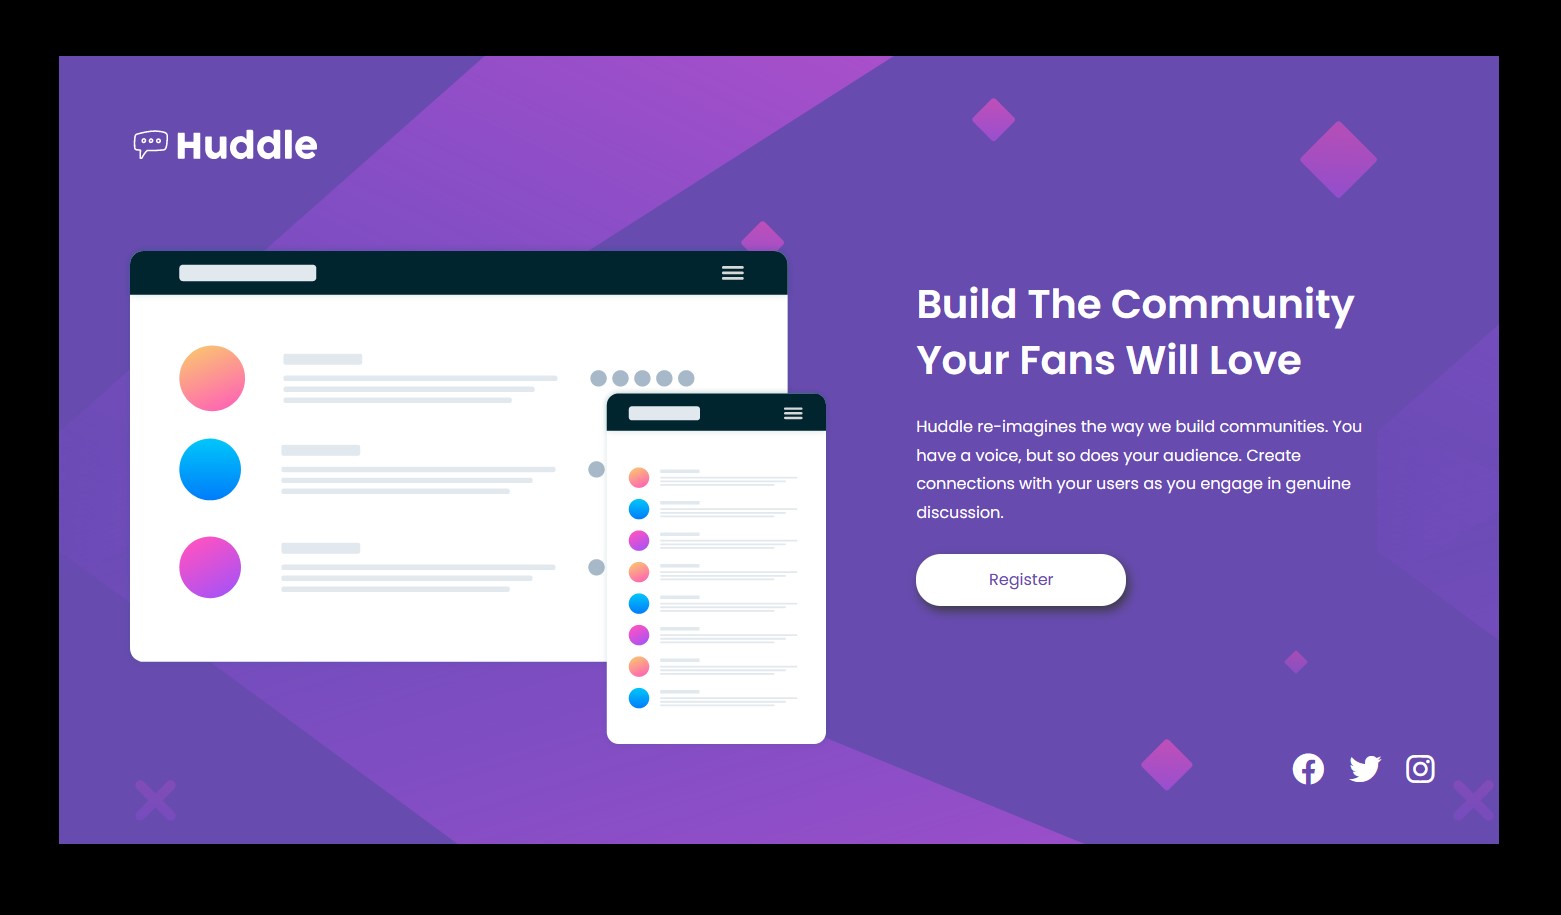 Huddle
Build The Community
Your Fans Will Love
Huddle re-imagines the way we build communities. You
have a voice, but so does your audience. Create
connections with your users as you engage in genuine
discussion.
Register